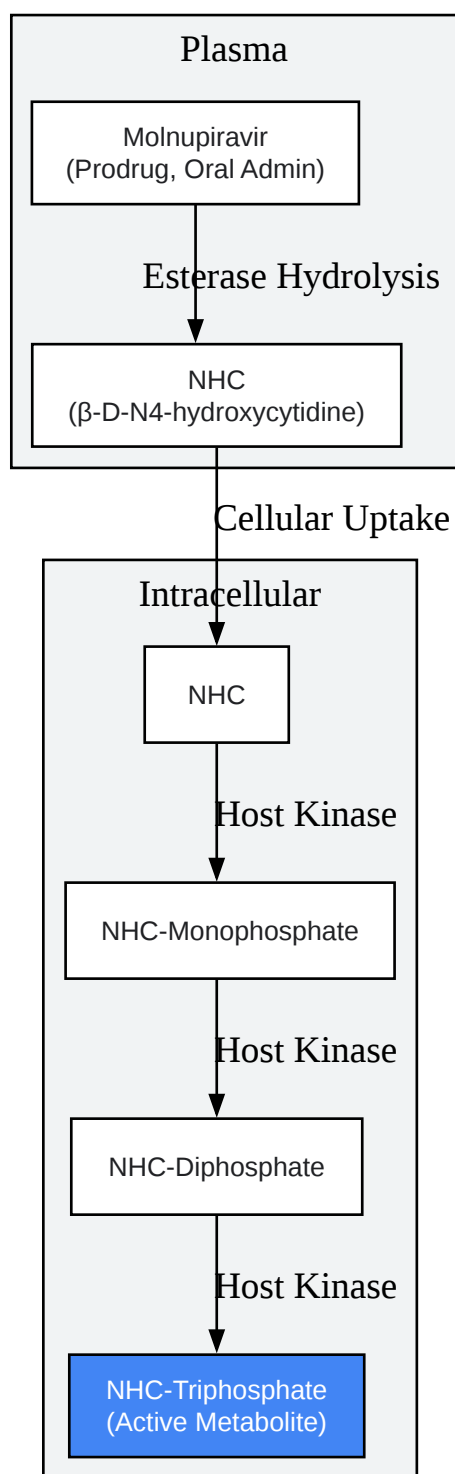 Plasma
Molnupiravir
(Prodrug, Oral Admin)
Esterase Hydrolysis
NHC
(β-D-N4-hydroxycytidine)
Cellular Uptake
Intracellular
NHC
Host Kinase
NHC-Monophosphate
Host Kinase
NHC-Diphosphate
Host Kinase
NHC-Triphosphate
(Active Metabolite)